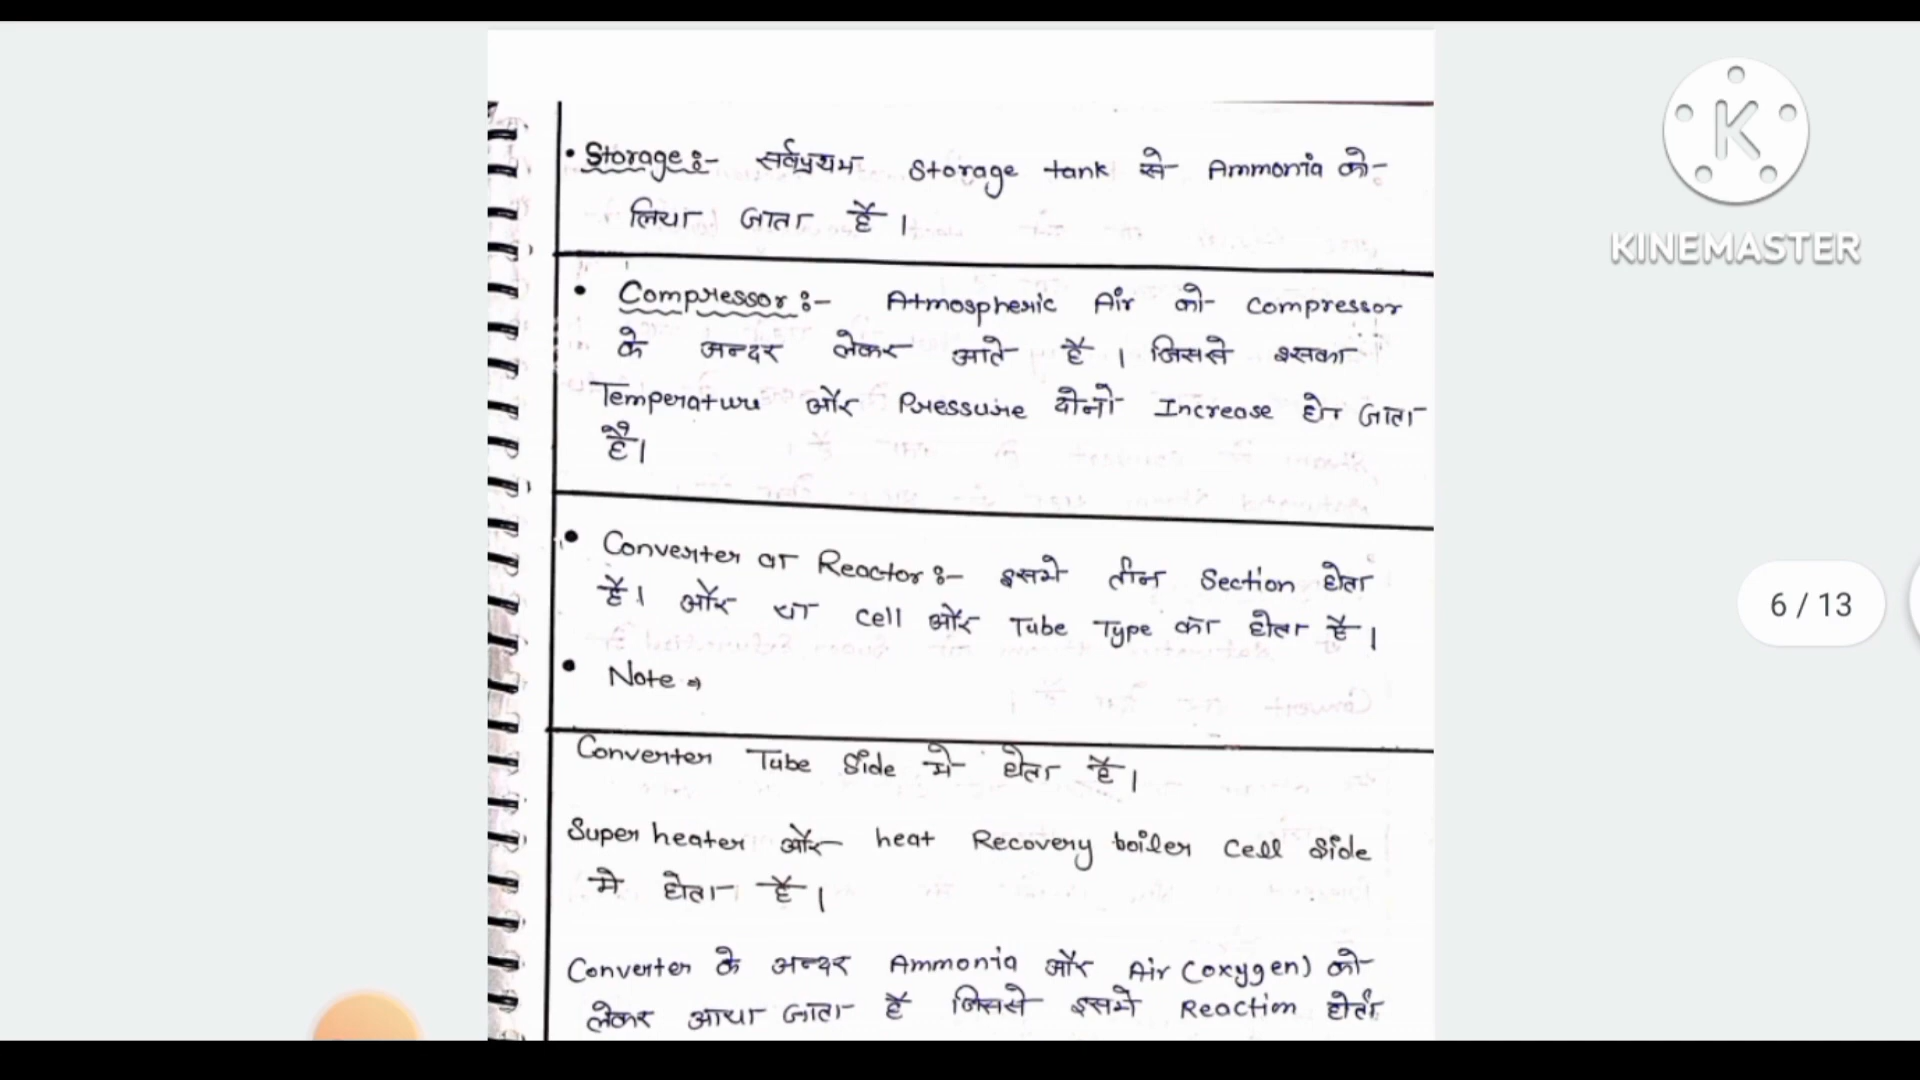 • Storage :- सर्वप्रथम Storage tank से Ammonia को
लिया जाता है ।
• Compressor :- Atmospheric Air को compressor
के अन्दर लेकर आते है । जिससे इसका
Temperature और Pressure दोनो Increase हो जाता
है ।
• Converter or Reactor :- इसमे तीन Section होता
है । और या cell और Tube Type का होता है ।
• Note ⇒
Converter Tube Side मे होता है ।
Super heater और heat Recovery boiler Cell Side
मे होता है ।
Converter के अन्दर Ammonia और Air (oxygen) को
लेकर आया जाता है जिससे इसमे Reaction होता
KINEMASTER
6 / 13